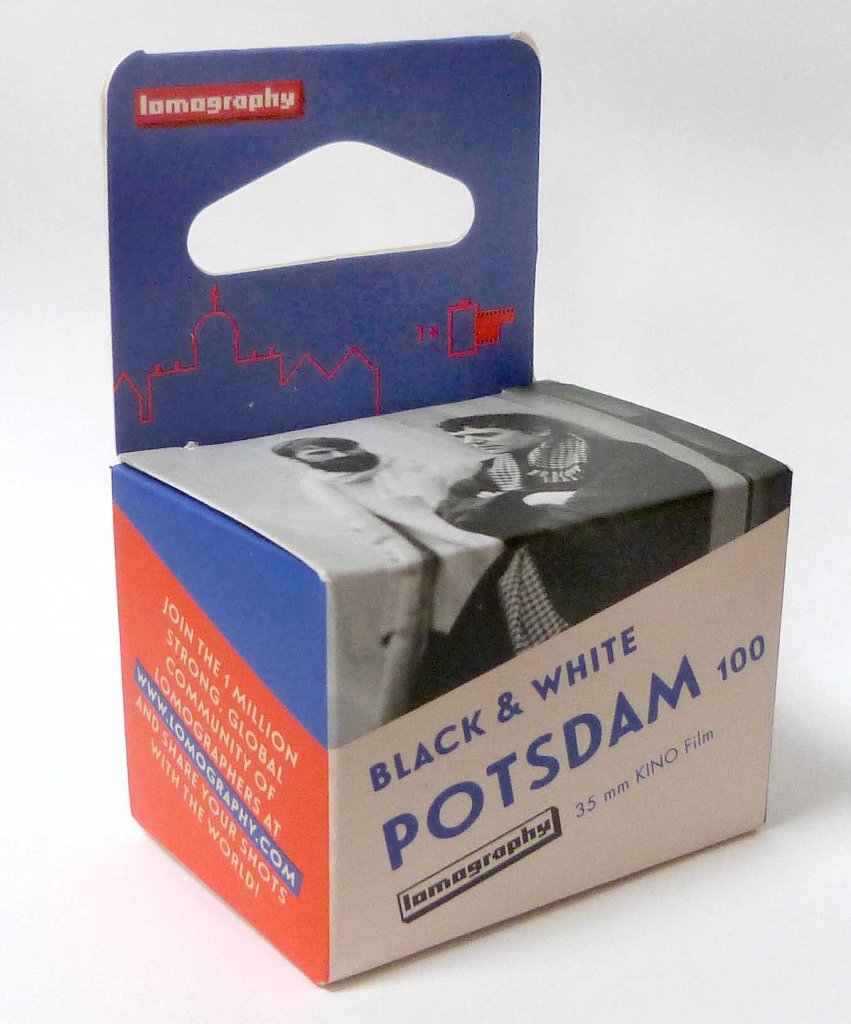 lomography
1 x
BLACK & WHITE
POTSDAM 100
35 mm KINO Film
lomography
JOIN THE 1 MILLION
STRONG, GLOBAL
COMMUNITY OF
LOMOGRAPHERS AT
WWW.LOMOGRAPHY.COM
AND SHARE YOUR SHOTS
WITH THE WORLD!